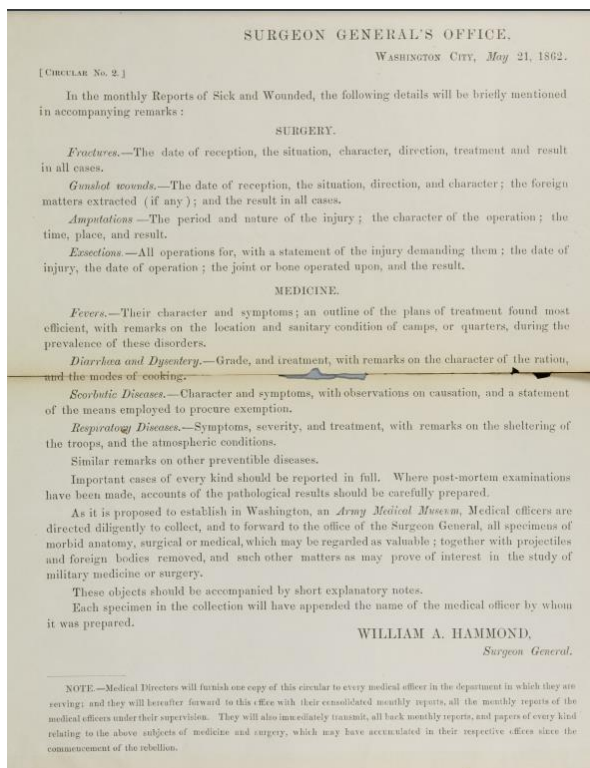 SURGEON GENERAL'S OFFICE,
WASHINGTON CITY, May 21, 1862.
[CIRCULAR No. 2.]
In the monthly Reports of Sick and Wounded, the following details will be briefly mentioned
in accompanying remarks :
SURGERY.
Fractures.—The date of reception, the situation, character, direction, treatment and result
in all cases.
Gunshot wounds.—The date of reception, the situation, direction, and character ; the foreign
matters extracted ( if any ) ; and the result in all cases.
Amputations —The period and nature of the injury ; the character of the operation ; the
time, place, and result.
Exsections.—All operations for, with a statement of the injury demanding them ; the date of
injury, the date of operation ; the joint or bone operated upon, and the result.
MEDICINE.
Fevers.—Their character and symptoms ; an outline of the plans of treatment found most
efficient, with remarks on the location and sanitary condition of camps, or quarters, during the
prevalence of these disorders.
Diarrhœa and Dysentery.—Grade, and treatment, with remarks on the character of the ration,
and the modes of cooking.
Scorbutic Diseases.—Character and symptoms, with observations on causation, and a statement
of the means employed to procure exemption.
Respiratory Diseases.—Symptoms, severity, and treatment, with remarks on the sheltering of
the troops, and the atmospheric conditions.
Similar remarks on other preventible diseases.
Important cases of every kind should be reported in full. Where post-mortem examinations
have been made, accounts of the pathological results should be carefully prepared.
As it is proposed to establish in Washington, an Army Medical Museum, Medical officers are
directed diligently to collect, and to forward to the office of the Surgeon General, all specimens of
morbid anatomy, surgical or medical, which may be regarded as valuable ; together with projectiles
and foreign bodies removed, and such other matters as may prove of interest in the study of
military medicine or surgery.
These objects should be accompanied by short explanatory notes.
Each specimen in the collection will have appended the name of the medical officer by whom
it was prepared.
WILLIAM A. HAMMOND,
Surgeon General.
NOTE.—Medical Directors will furnish one copy of this circular to every medical officer in the department in which they are
serving; and they will hereafter forward to this office with their consolidated monthly reports, all the monthly reports of the
medical officers under their supervision. They will also immediately transmit, all back monthly reports, and papers of every kind
relating to the above subjects of medicine and surgery, which may have accumulated in their respective offices since the
commencement of the rebellion.